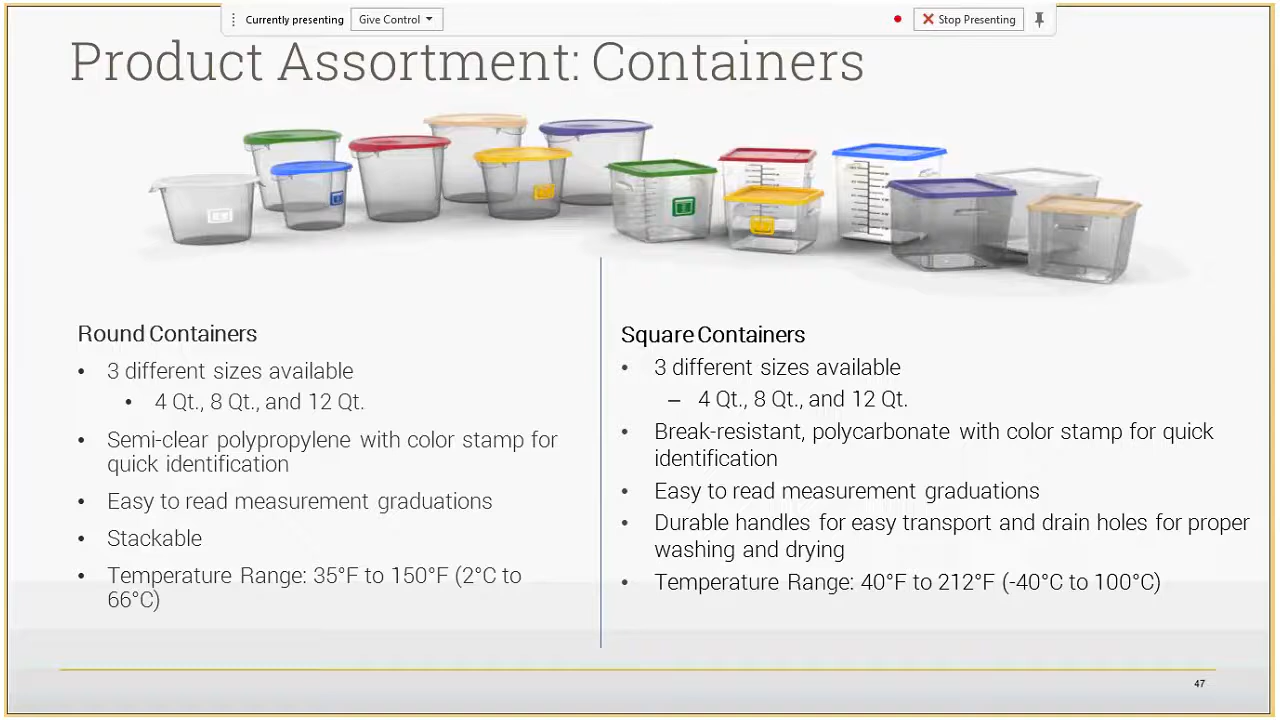 Currently presenting
Give Control
Stop Presenting
Product Assortment: Containers
Round Containers
• 3 different sizes available
• 4 Qt., 8 Qt., and 12 Qt.
• Semi-clear polypropylene with color stamp for
quick identification
• Easy to read measurement graduations
• Stackable
• Temperature Range: 35°F to 150°F (2°C to
66°C)
Square Containers
• 3 different sizes available
– 4 Qt., 8 Qt., and 12 Qt.
• Break-resistant, polycarbonate with color stamp for quick
identification
• Easy to read measurement graduations
• Durable handles for easy transport and drain holes for proper
washing and drying
• Temperature Range: 40°F to 212°F (-40°C to 100°C)
47